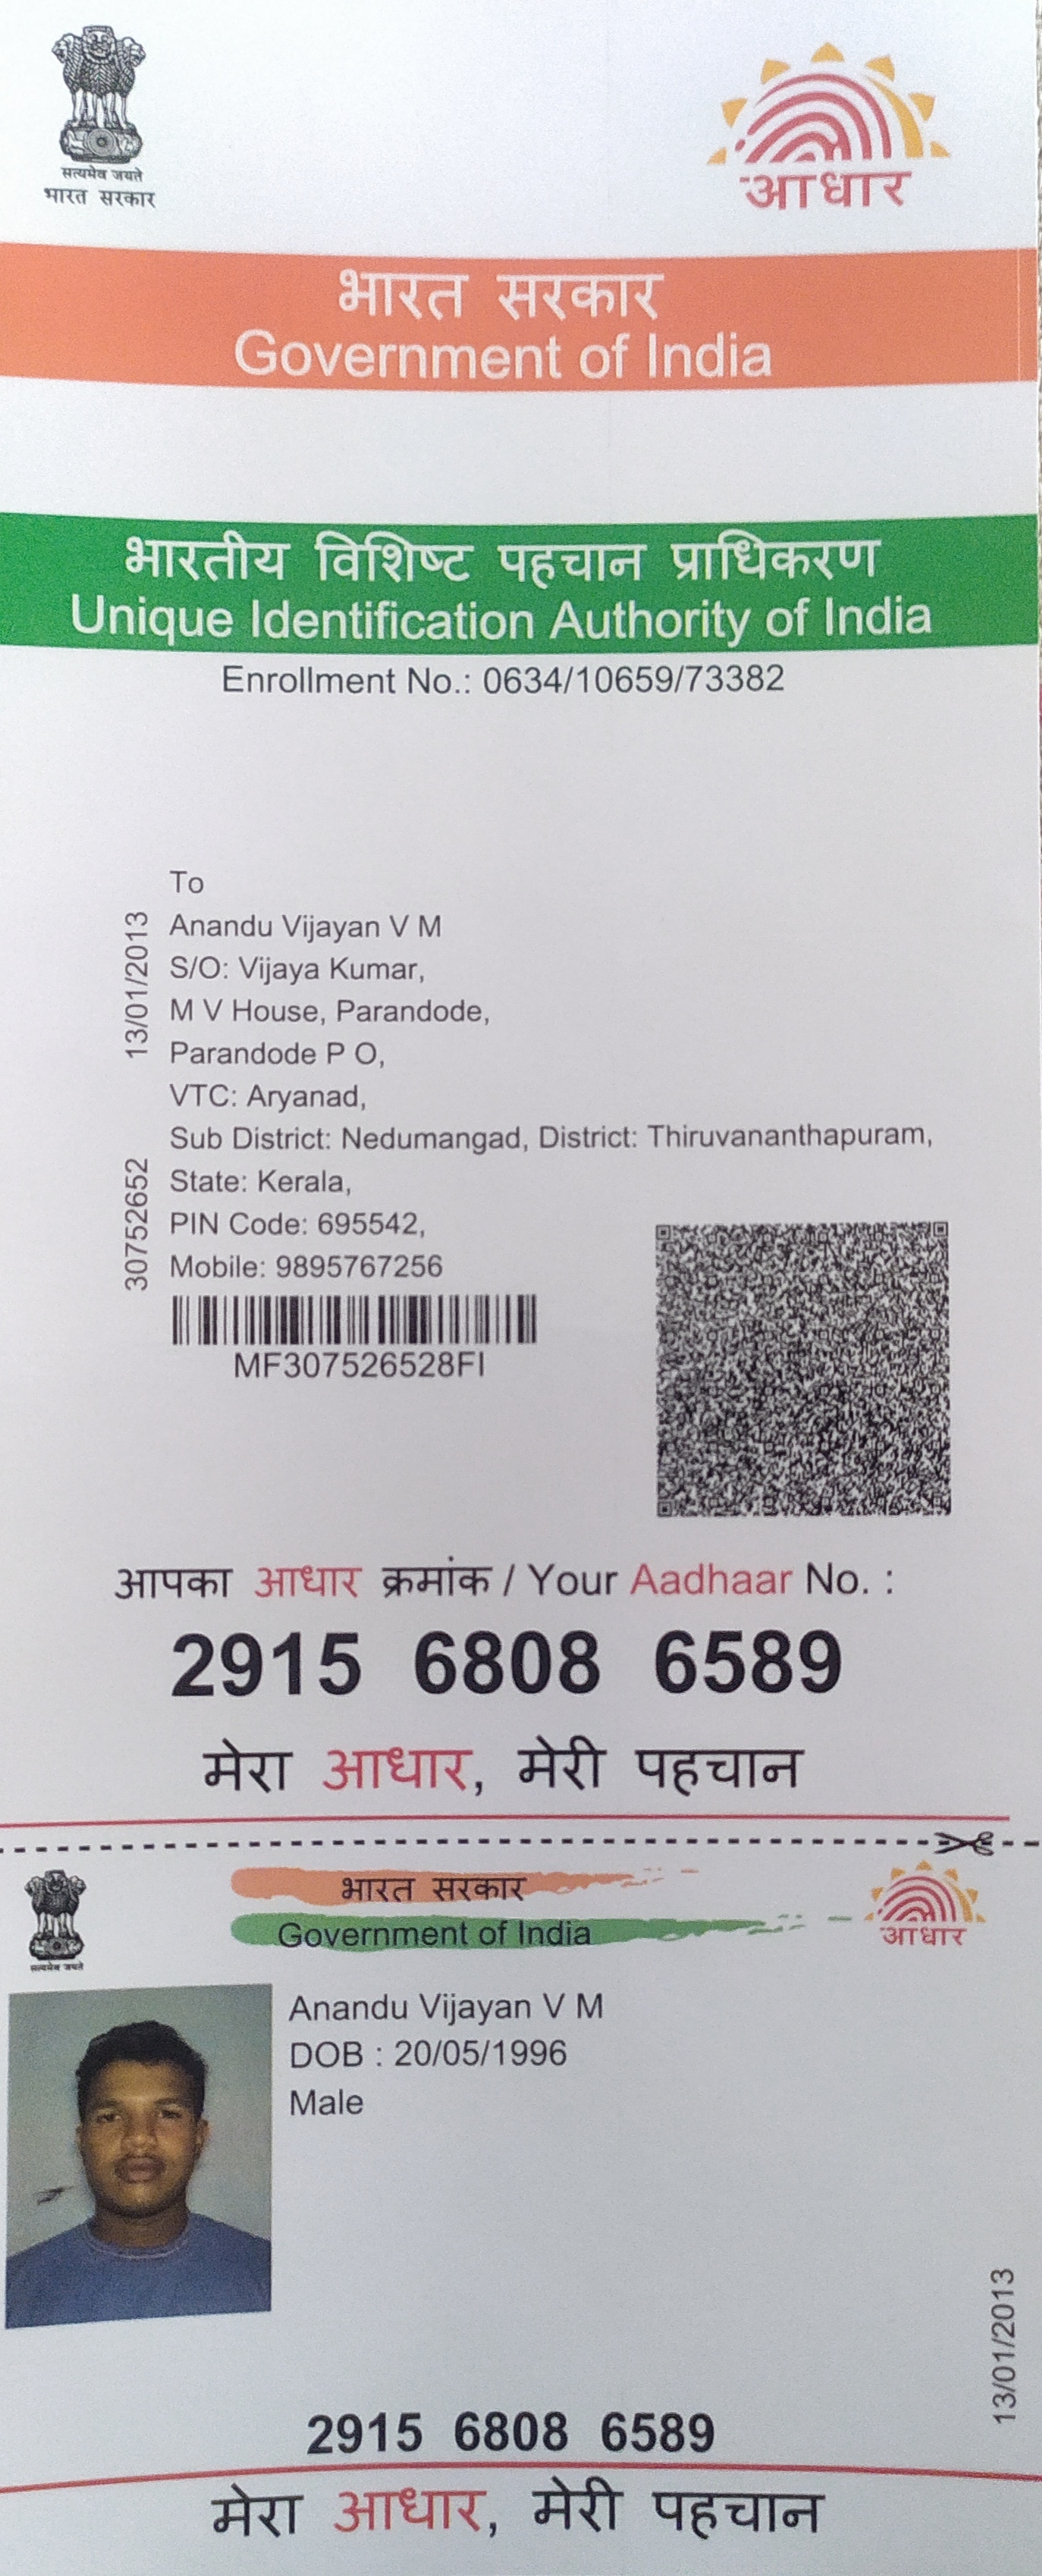 सत्यमेव जयते
भारत सरकार
आधार
भारत सरकार
Government of India
भारतीय विशिष्ट पहचान प्राधिकरण
Unique Identification Authority of India
Enrollment No.: 0634/10659/73382
To
Anandu Vijayan V M
S/O: Vijaya Kumar,
M V House, Parandode,
Parandode P O,
VTC: Aryanad,
Sub District: Nedumangad, District: Thiruvananthapuram,
State: Kerala,
PIN Code: 695542,
Mobile: 9895767256
13/01/2013
30752652
MF307526528FI
आपका आधार क्रमांक / Your Aadhaar No. :
2915 6808 6589
मेरा आधार, मेरी पहचान
सत्यमेव जयते
भारत सरकार
Government of India
आधार
Anandu Vijayan V M
DOB : 20/05/1996
Male
13/01/2013
2915 6808 6589
मेरा आधार, मेरी पहचान